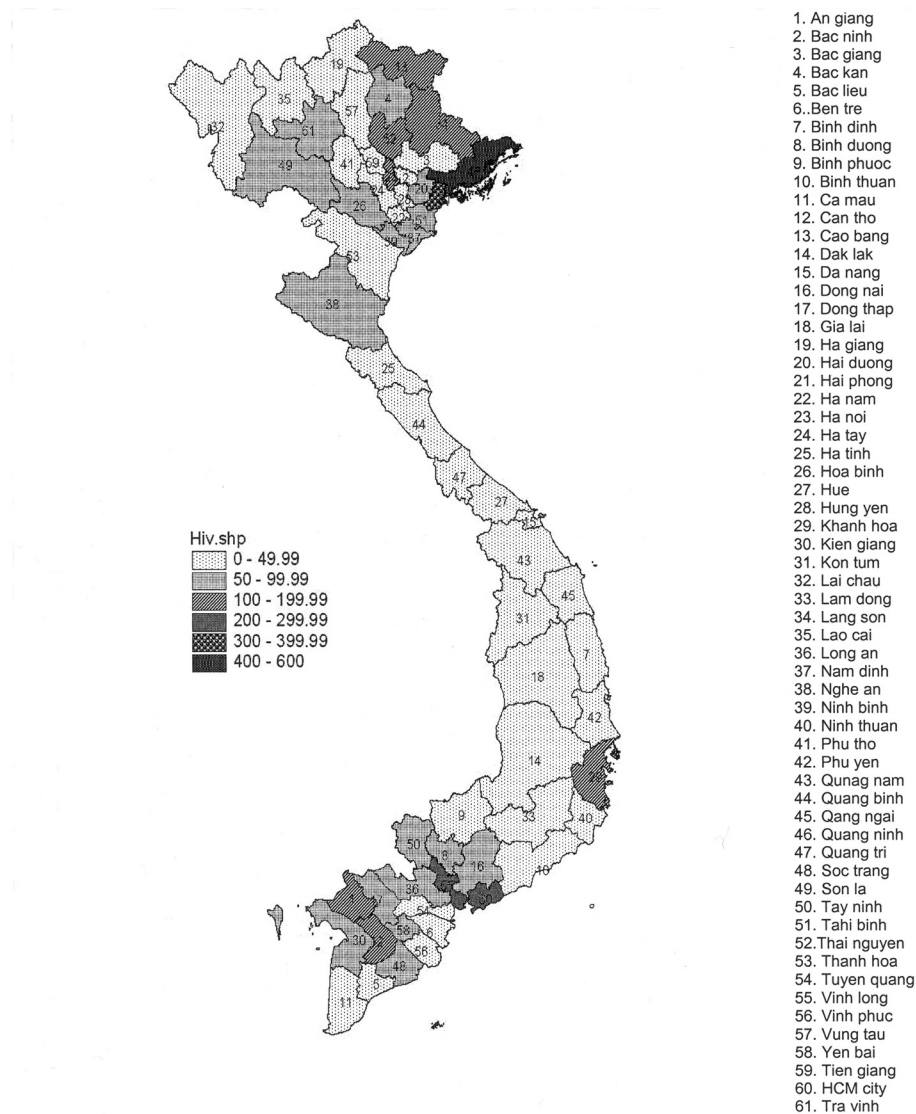 1. An giang
2. Bac ninh
3. Bac giang
4. Bac kan
5. Bac lieu
6..Ben tre
7. Binh dinh
8. Binh duong
9. Binh phuoc
10. Binh thuan
11. Ca mau
12. Can tho
13. Cao bang
14. Dak lak
15. Da nang
16. Dong nai
17. Dong thap
18. Gia lai
19. Ha giang
20. Hai duong
21. Hai phong
22. Ha nam
23. Ha noi
24. Ha tay
25. Ha tinh
26. Hoa binh
27. Hue
28. Hung yen
29. Khanh hoa
30. Kien giang
31. Kon tum
32. Lai chau
33. Lam dong
34. Lang son
35. Lao cai
36. Long an
37. Nam dinh
38. Nghe an
39. Ninh binh
40. Ninh thuan
41. Phu tho
42. Phu yen
43. Qunag nam
44. Quang binh
45. Qang ngai
46. Quang ninh
47. Quang tri
48. Soc trang
49. Son la
50. Tay ninh
51. Tahi binh
52.Thai nguyen
53. Thanh hoa
54. Tuyen quang
55. Vinh long
56. Vinh phuc
57. Vung tau
58. Yen bai
59. Tien giang
60. HCM city
61. Tra vinh
Hiv.shp
0 - 49.99
50 - 99.99
100 - 199.99
200 - 299.99
300 - 399.99
400 - 600
19
4
35
57
32
61
49
41
59
26
53
38
25
44
47
27
43
45
31
7
18
42
14
9
33
40
50
16
36
30
58
56
48
5
11